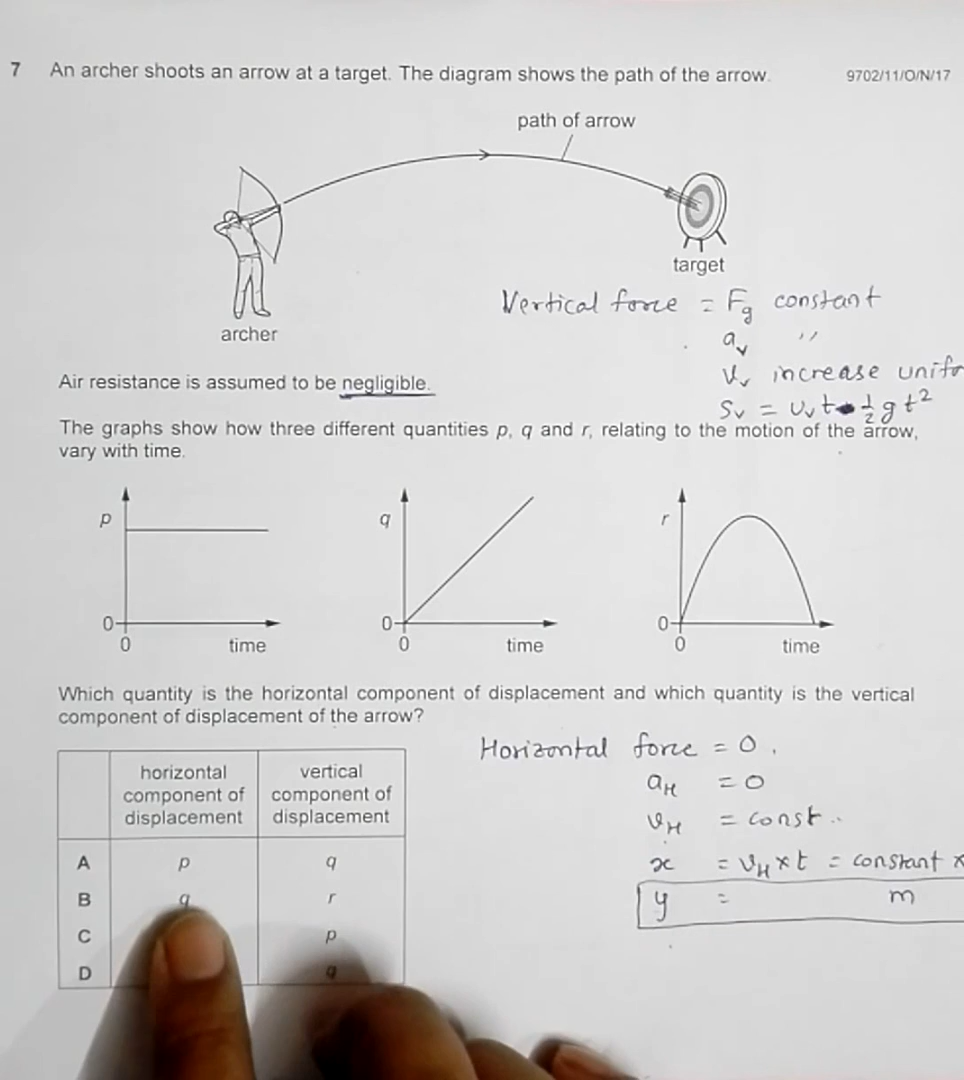 7 An archer shoots an arrow at a target. The diagram shows the path of the arrow. 9702/11/O/N/17
path of arrow
target
archer
Vertical force = Fg constant
av ,,
vv increase unifo
Air resistance is assumed to be negligible.
Sv = uvt ½gt²
The graphs show how three different quantities p, q and r, relating to the motion of the arrow,
vary with time.
p q r
0 0 0
0 time 0 time 0 time
Which quantity is the horizontal component of displacement and which quantity is the vertical
component of displacement of the arrow?
Horizontal force = 0.
aH = 0
vH = const..
x = vH × t = constant ×
y = m
horizontal component of displacement
vertical component of displacement
A p q
B q r
C p
D q